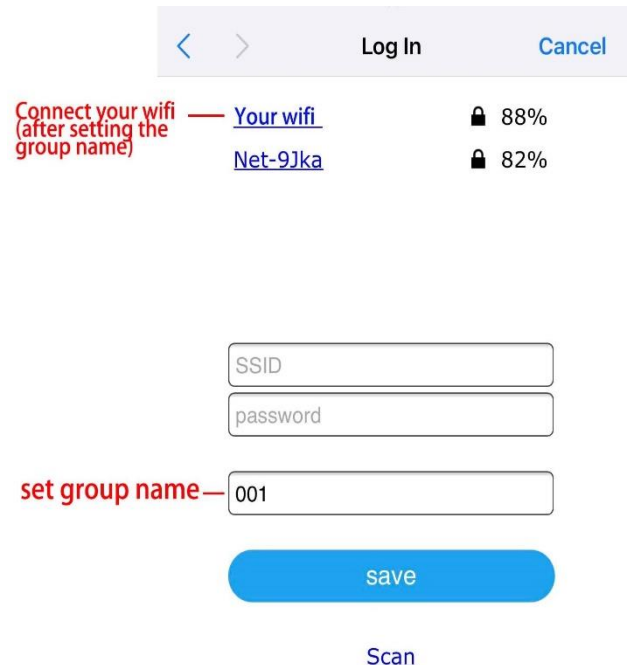 Log In
Cancel
Connect your wifi
(after setting the
group name)
Your wifi
88%
Net-9Jka
82%
SSID
password
set group name
001
save
Scan